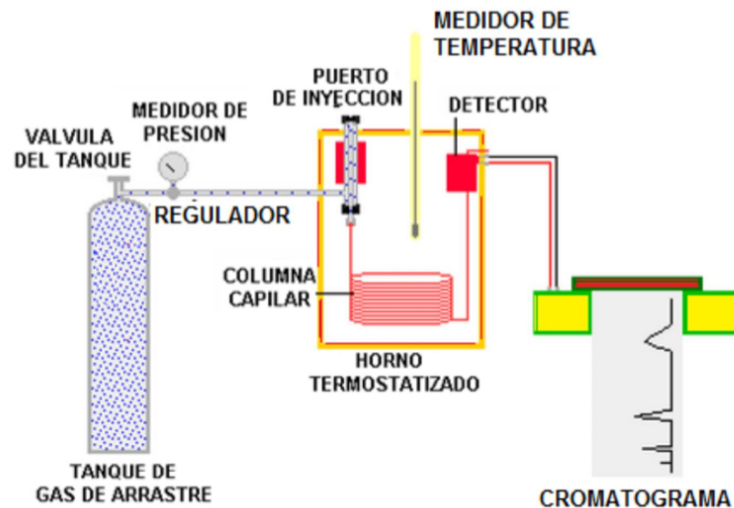 MEDIDOR DE
TEMPERATURA
PUERTO
DE INYECCION
DETECTOR
MEDIDOR DE
PRESION
VALVULA
DEL TANQUE
REGULADOR
COLUMNA
CAPILAR
HORNO
TERMOSTATIZADO
TANQUE DE
GAS DE ARRASTRE
CROMATOGRAMA